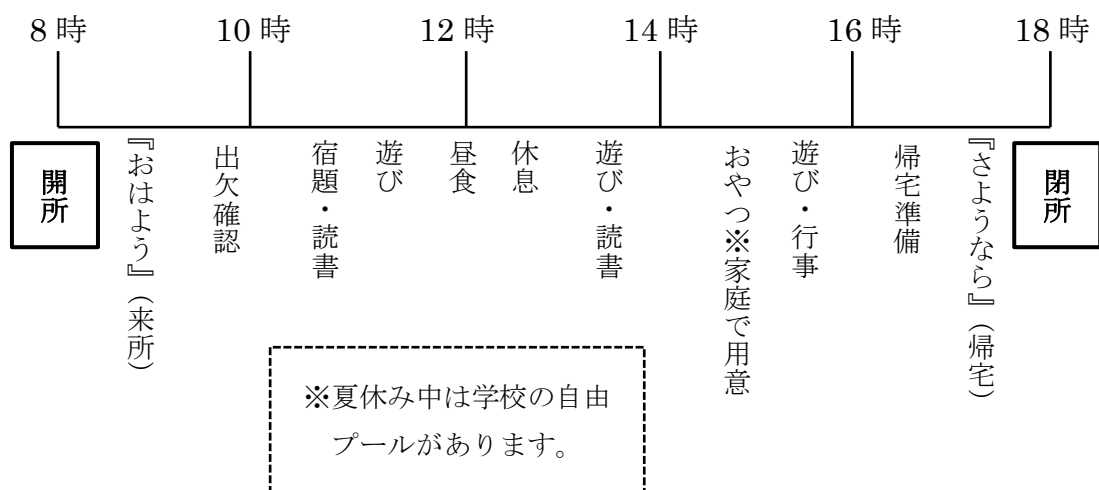 8時 10時 12時 14時 16時 18時
開所
『おはよう』（来所）
出欠確認
宿題・読書
遊び
昼食
休息
遊び・読書
おやつ※家庭で用意
遊び・行事
帰宅準備
『さようなら』（帰宅）
閉所
※夏休み中は学校の自由
プールがあります。